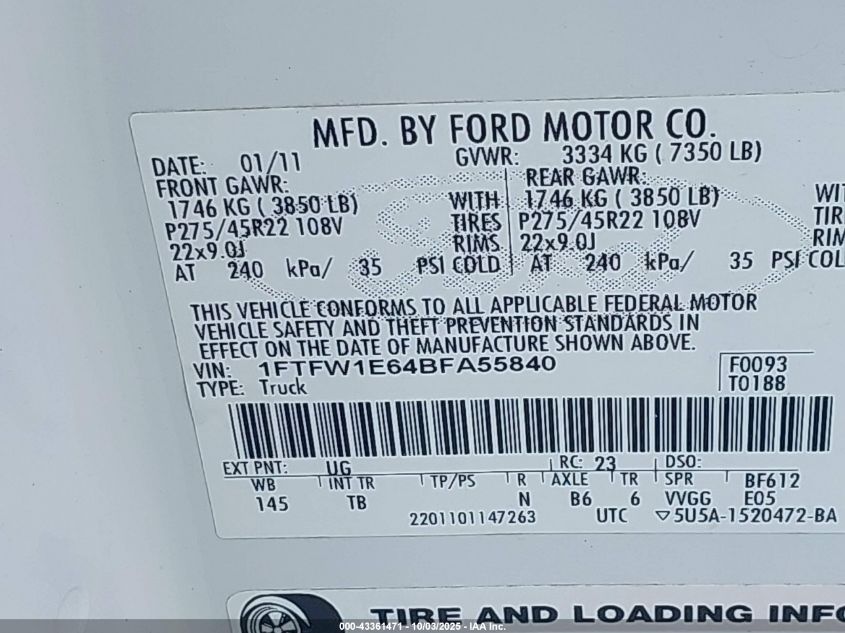 MFD. BY FORD MOTOR CO.
DATE: 01/11 GVWR: 3334 KG ( 7350 LB)
FRONT GAWR: REAR GAWR:
1746 KG ( 3850 LB) WITH 1746 KG ( 3850 LB) WIT
P275/45R22 108V TIRES P275/45R22 108V TIR
22x9.0J RIMS 22x9.0J RIM
AT 240 kPa/ 35 PSI COLD AT 240 kPa/ 35 PSI COL
THIS VEHICLE CONFORMS TO ALL APPLICABLE FEDERAL MOTOR
VEHICLE SAFETY AND THEFT PREVENTION STANDARDS IN
EFFECT ON THE DATE OF MANUFACTURE SHOWN ABOVE.
VIN: 1FTFW1E64BFA55840 F0093
TYPE: Truck T0188
EXT PNT: UG RC: 23 DSO:
WB INT TR TP/PS R AXLE TR SPR BF612
145 TB N B6 6 VVGG E05
2201101147263 UTC ▽5U5A-1520472-BA
TIRE AND LOADING INFO
000-43361471 - 10/03/2025 - IAA Inc.